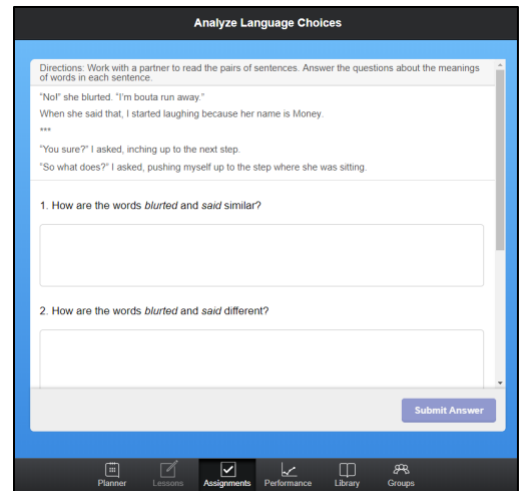 Analyze Language Choices
Directions: Work with a partner to read the pairs of sentences. Answer the questions about the meanings
of words in each sentence.
"No!" she blurted. "I'm bouta run away."
When she said that, I started laughing because her name is Money.
***
"You sure?" I asked, inching up to the next step.
"So what does?" I asked, pushing myself up to the step where she was sitting.
1. How are the words blurted and said similar?
2. How are the words blurted and said different?
Submit Answer
Planner Lessons Assignments Performance Library Groups